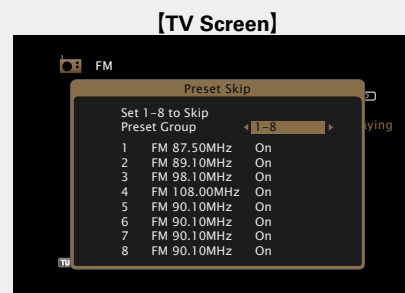 【TV Screen】
FM
Preset Skip
Set 1-8 to Skip
Preset Group 1-8
ying
1 FM 87.50MHz On
2 FM 89.10MHz On
3 FM 98.10MHz On
4 FM 108.00MHz On
5 FM 90.10MHz On
6 FM 90.10MHz On
7 FM 90.10MHz On
8 FM 90.10MHz On
TU